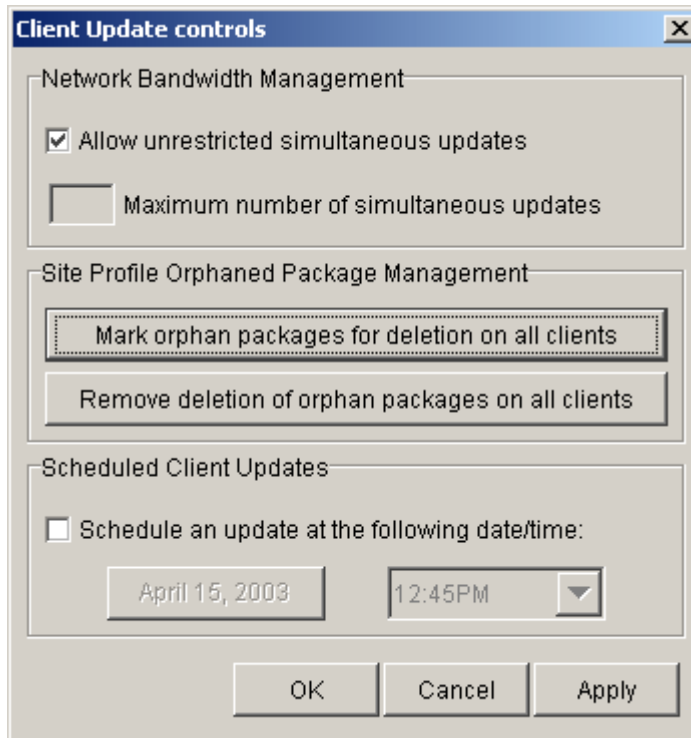 Client Update controls
Network Bandwidth Management
Allow unrestricted simultaneous updates
Maximum number of simultaneous updates
Site Profile Orphaned Package Management
Mark orphan packages for deletion on all clients
Remove deletion of orphan packages on all clients
Scheduled Client Updates
Schedule an update at the following date/time:
April 15, 2003 12:45PM
OK Cancel Apply